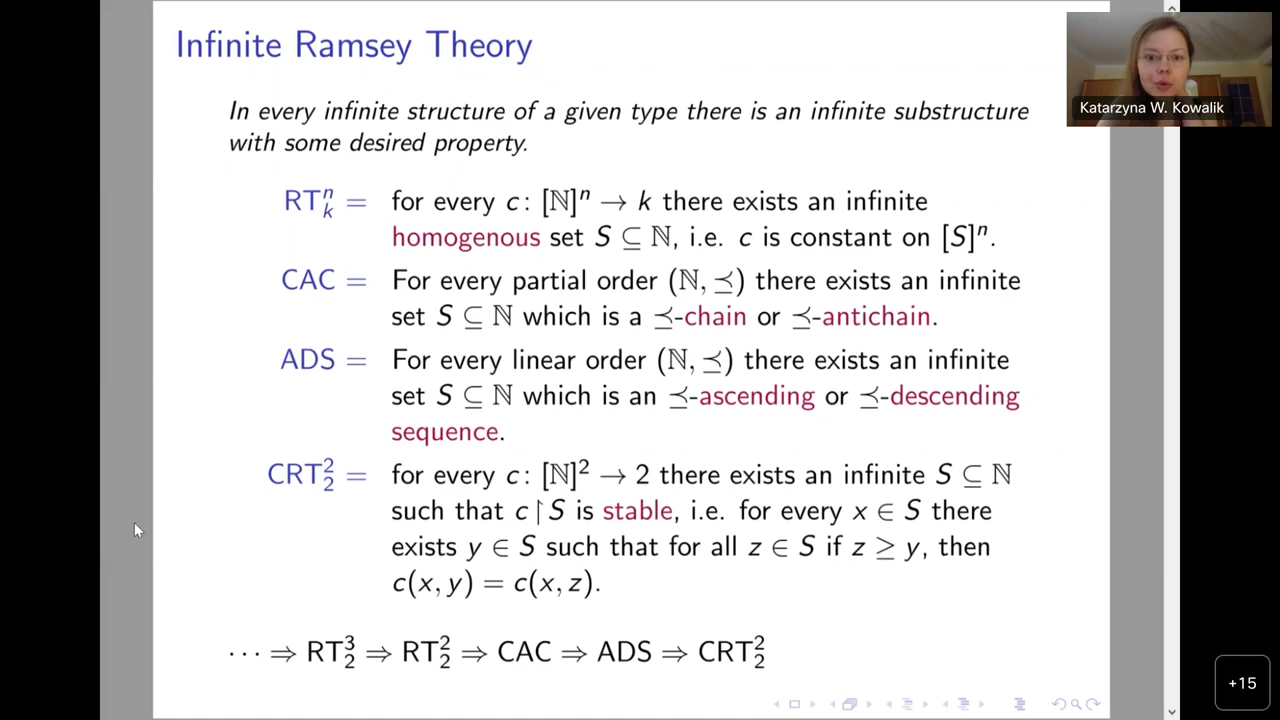 Infinite Ramsey Theory
Katarzyna W. Kowalik
In every infinite structure of a given type there is an infinite substructure
with some desired property.
RT^n_k = for every c: [ℕ]^n → k there exists an infinite
homogenous set S ⊆ ℕ, i.e. c is constant on [S]^n.
CAC = For every partial order (ℕ, ⪯) there exists an infinite
set S ⊆ ℕ which is a ⪯-chain or ⪯-antichain.
ADS = For every linear order (ℕ, ⪯) there exists an infinite
set S ⊆ ℕ which is an ⪯-ascending or ⪯-descending
sequence.
CRT^2_2 = for every c: [ℕ]^2 → 2 there exists an infinite S ⊆ ℕ
such that c↾S is stable, i.e. for every x ∈ S there
exists y ∈ S such that for all z ∈ S if z ≥ y, then
c(x, y) = c(x, z).
··· ⇒ RT^3_2 ⇒ RT^2_2 ⇒ CAC ⇒ ADS ⇒ CRT^2_2
+15